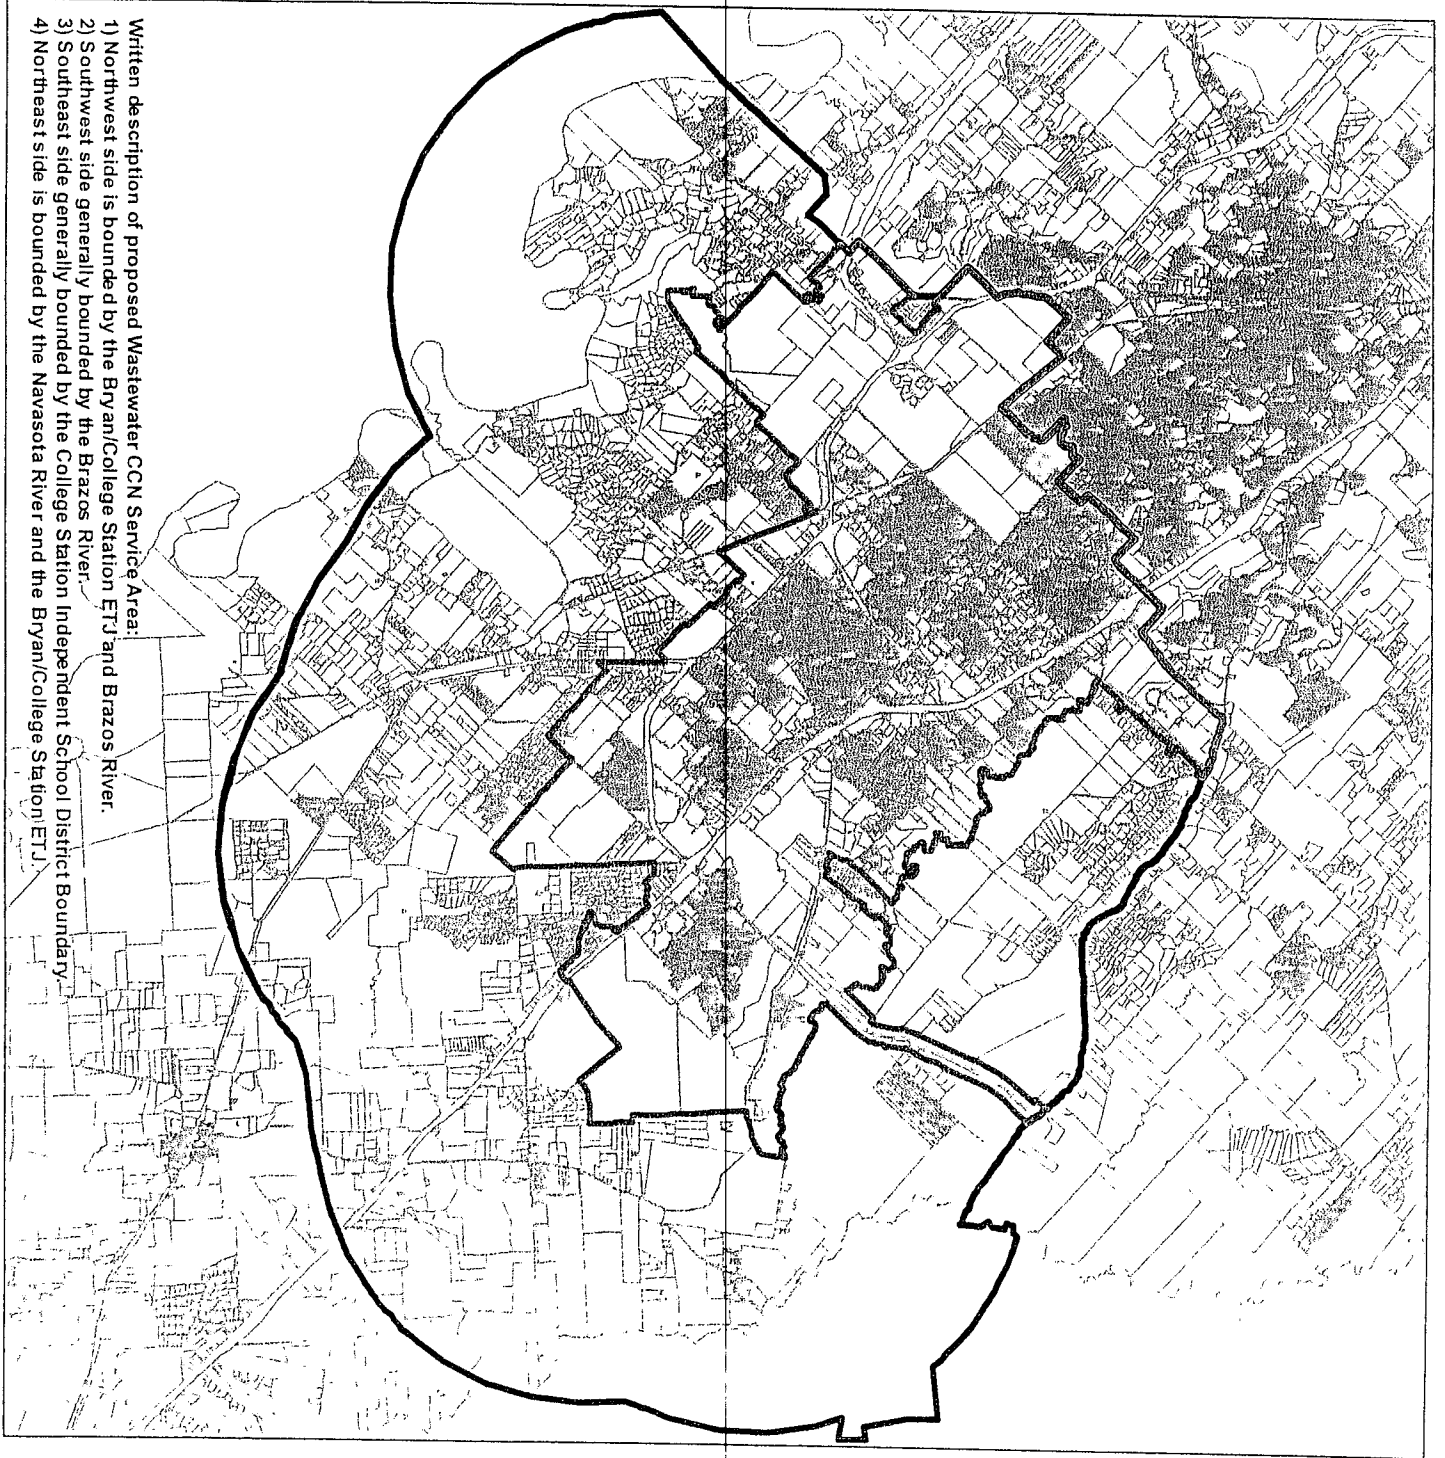 Written description of proposed Wastewater CCN Service Area:
1) Northwest side is bounded by the Bryan/College Station ETJ and Brazos River.
2) Southwest side generally bounded by the Brazos River.
3) Southeast side generally bounded by the College Station Independent School District Boundary.
4) Northeast side is bounded by the Navasota River and the Bryan/College Station ETJ.